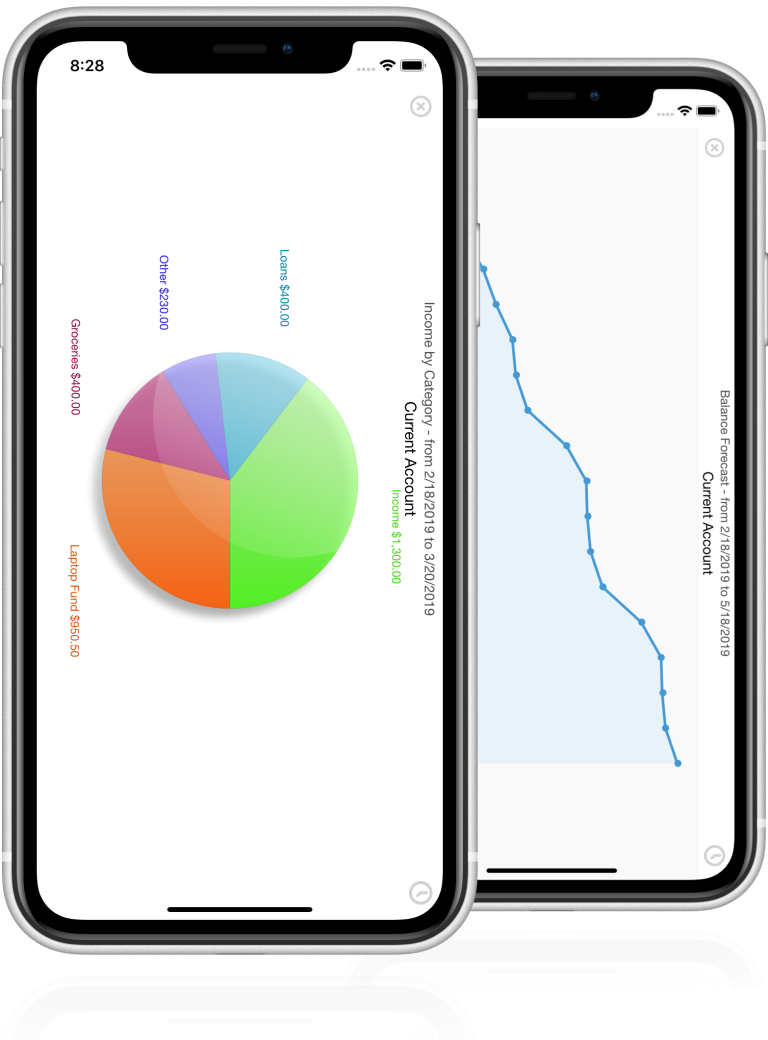 8:28
Income by Category - from 2/18/2019 to 3/20/2019
Current Account
Income $1,300.00
Loans $400.00
Other $230.00
Groceries $400.00
Laptop Fund $950.50
Balance Forecast - from 2/18/2019 to 5/18/2019
Current Account